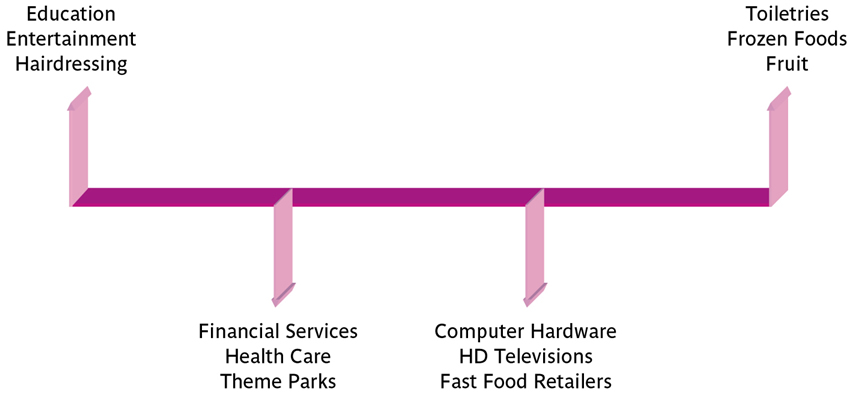 Education
Entertainment
Hairdressing
Toiletries
Frozen Foods
Fruit
Financial Services
Health Care
Theme Parks
Computer Hardware
HD Televisions
Fast Food Retailers